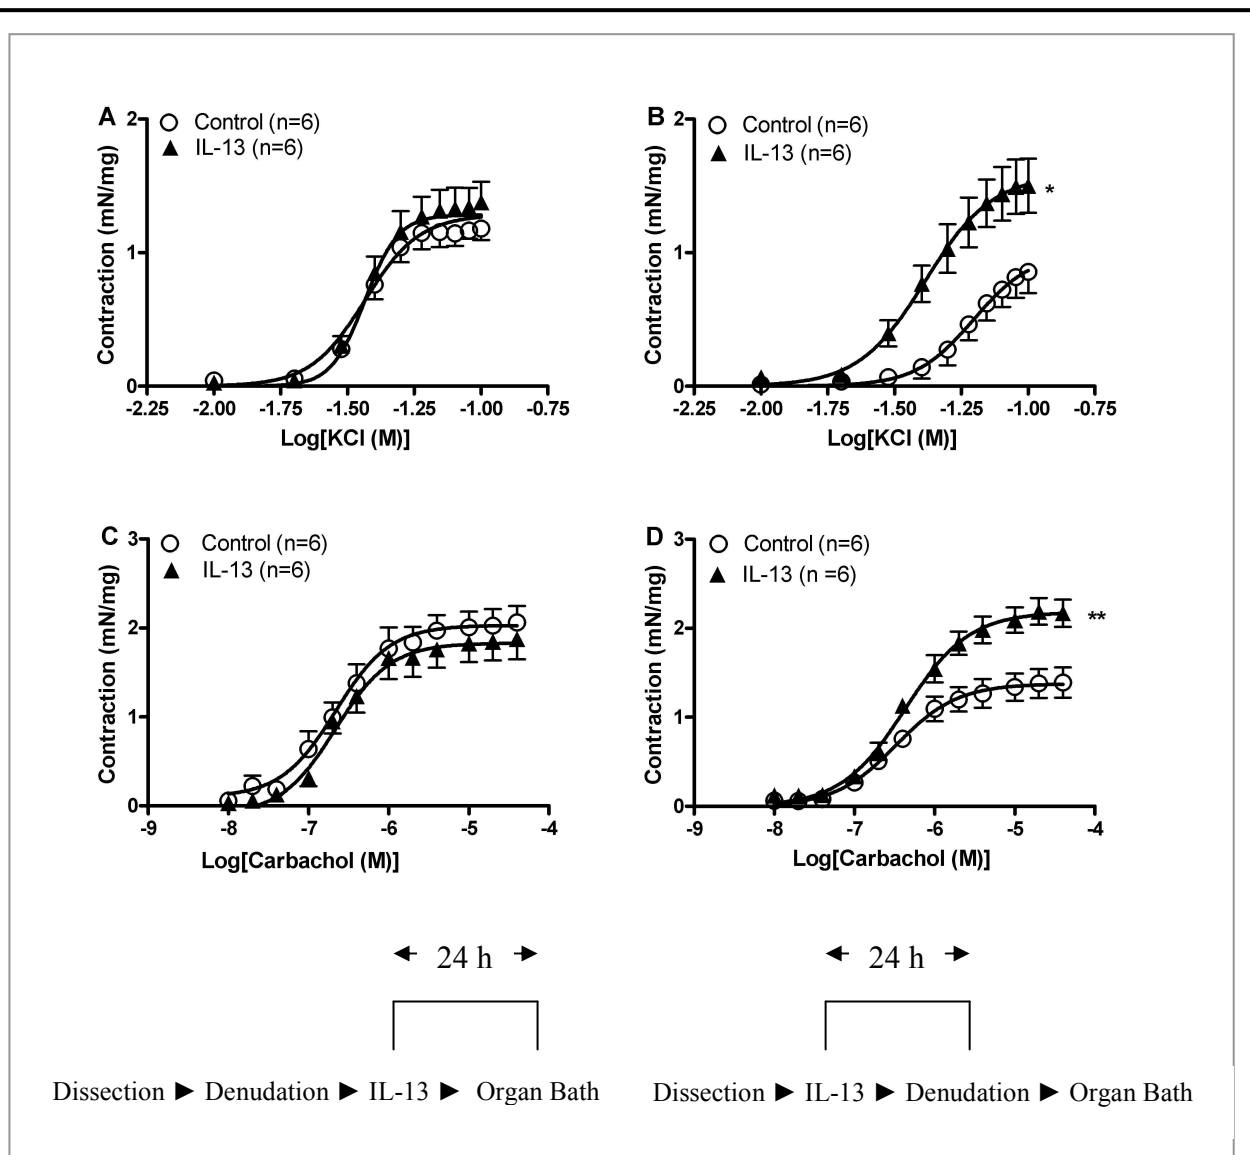 A
Control (n=6)
IL-13 (n=6)
Contraction (mN/mg)
2
1
0
-2.25 -2.00 -1.75 -1.50 -1.25 -1.00 -0.75
Log[KCl (M)]
B
Control (n=6)
IL-13 (n=6)
Contraction (mN/mg)
2
1
0
*
-2.25 -2.00 -1.75 -1.50 -1.25 -1.00 -0.75
Log[KCl (M)]
C
Control (n=6)
IL-13 (n=6)
Contraction (mN/mg)
3
2
1
0
-9 -8 -7 -6 -5 -4
Log[Carbachol (M)]
D
Control (n=6)
IL-13 (n =6)
Contraction (mN/mg)
3
2
1
0
**
-9 -8 -7 -6 -5 -4
Log[Carbachol (M)]
24 h
Dissection ► Denudation ► IL-13 ► Organ Bath
24 h
Dissection ► IL-13 ► Denudation ► Organ Bath